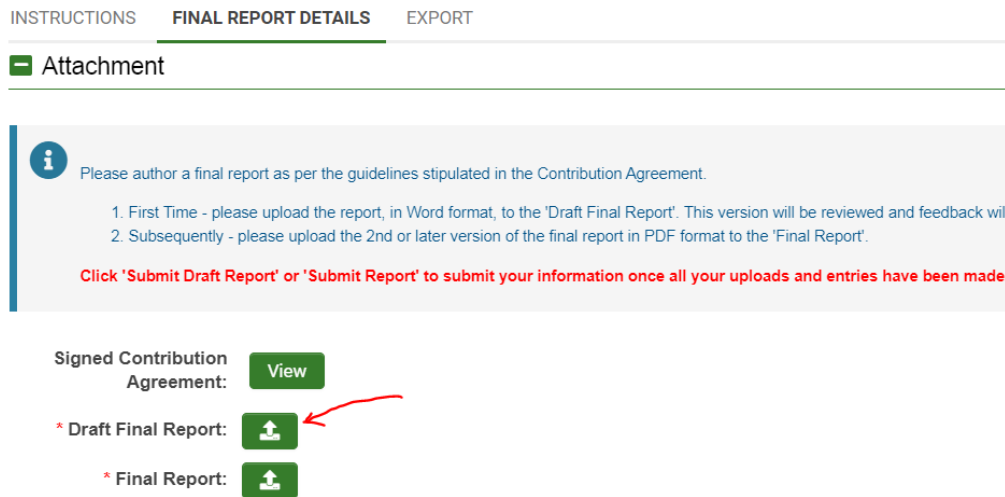 INSTRUCTIONS FINAL REPORT DETAILS EXPORT
Attachment
Please author a final report as per the guidelines stipulated in the Contribution Agreement.
1. First Time - please upload the report, in Word format, to the 'Draft Final Report'. This version will be reviewed and feedback wil
2. Subsequently - please upload the 2nd or later version of the final report in PDF format to the 'Final Report'.
Click 'Submit Draft Report' or 'Submit Report' to submit your information once all your uploads and entries have been made
Signed Contribution
Agreement:
View
* Draft Final Report:
* Final Report: